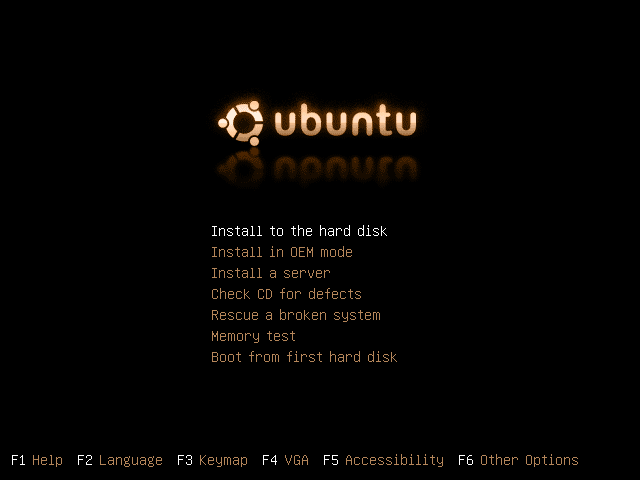 ubuntu
Install to the hard disk
Install in OEM mode
Install a server
Check CD for defects
Rescue a broken system
Memory test
Boot from first hard disk
F1 Help F2 Language F3 Keymap F4 VGA F5 Accessibility F6 Other Options